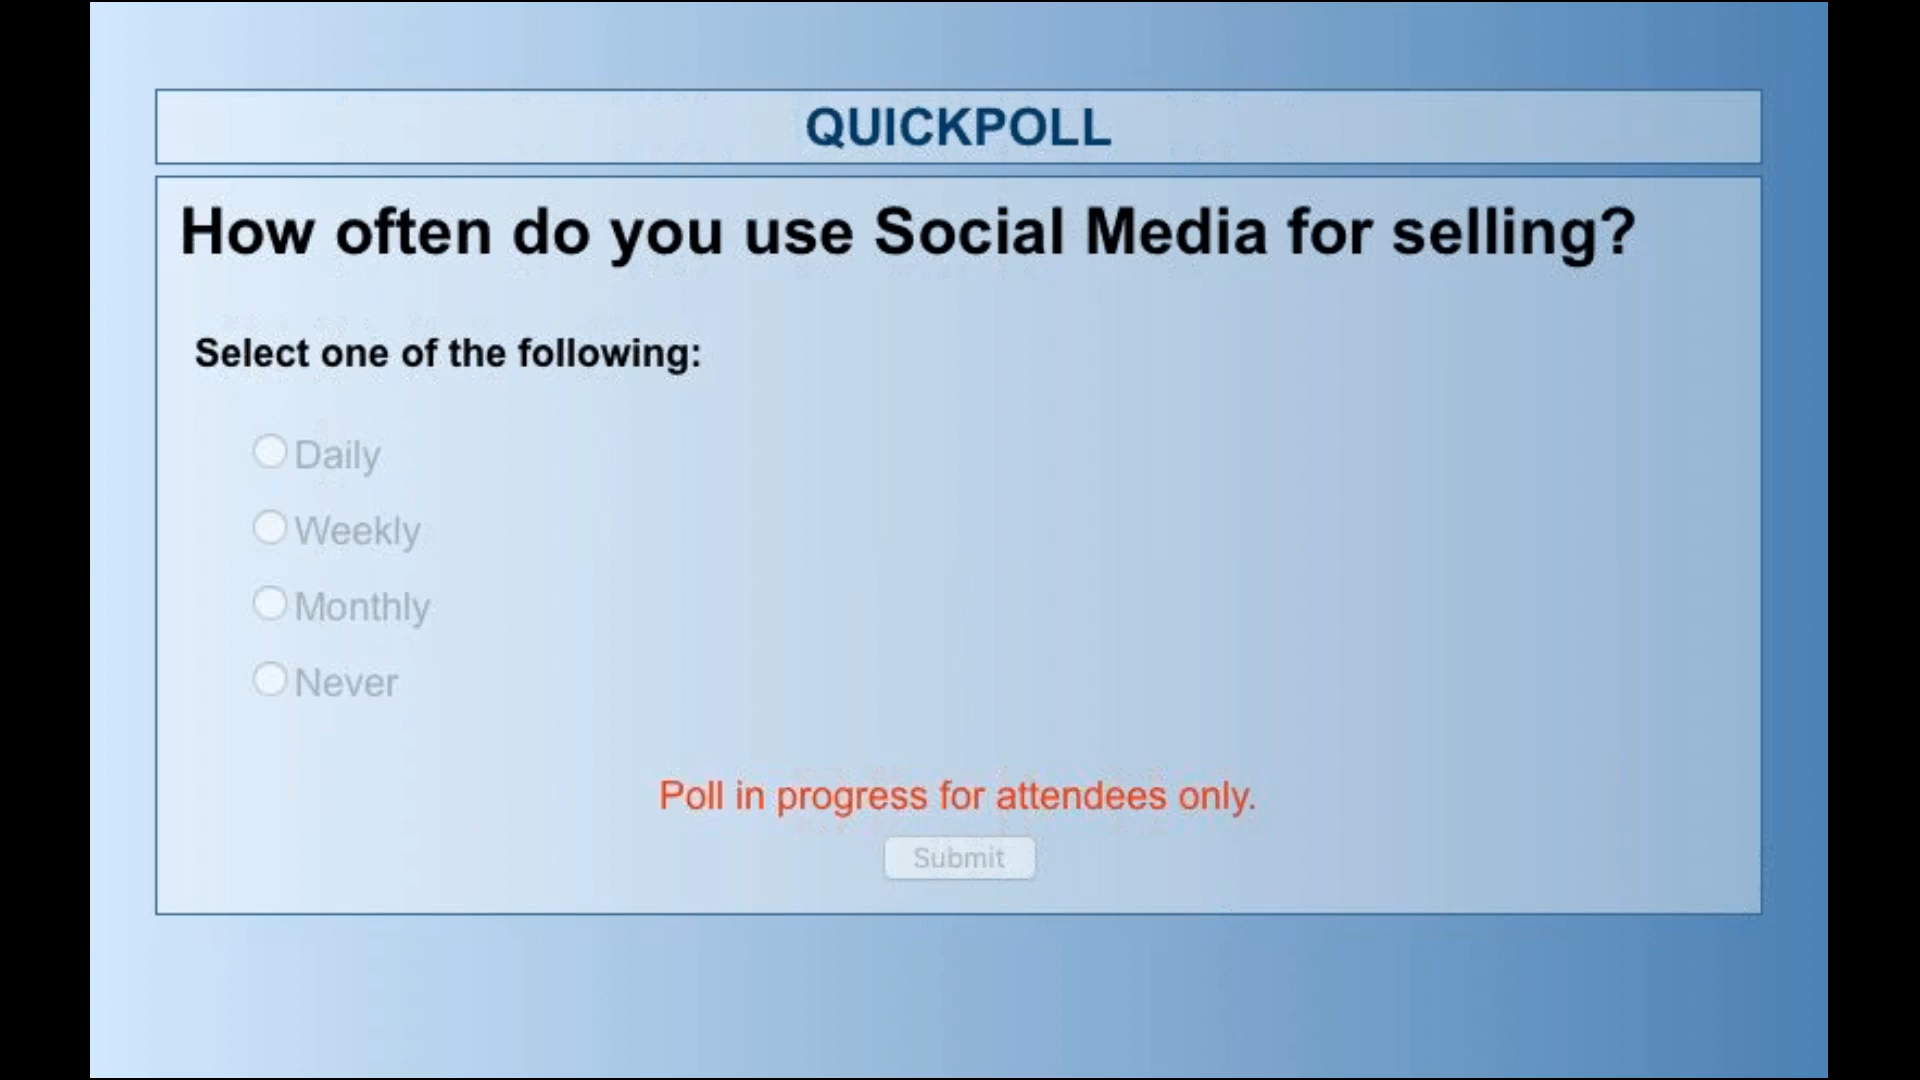 QUICKPOLL
How often do you use Social Media for selling?
Select one of the following:
Daily
Weekly
Monthly
Never
Poll in progress for attendees only.
Submit